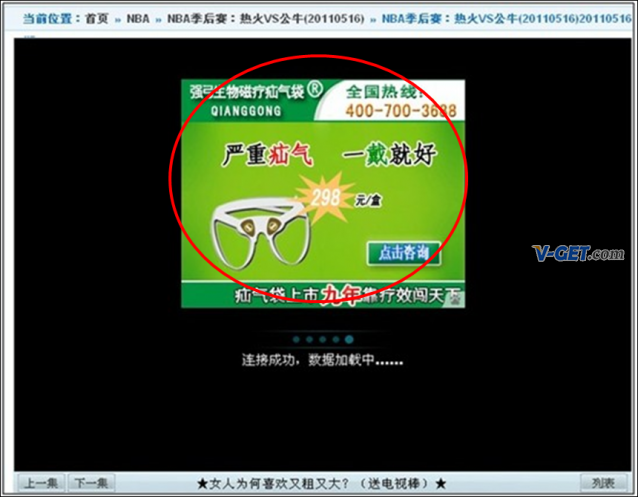 当前位置：首页 » NBA » NBA季后赛：热火VS公牛(20110516) » NBA季后赛：热火VS公牛(20110516)20110516
强弓生物磁疗疝气袋®
QIANGGONG
全国热线：
400-700-3688
严重疝气 一戴就好
298 元/盒
点击咨询
V-GET.com
疝气袋上市九年靠疗效闯天下
连接成功，数据加载中......
上一集 下一集 ★女人为何喜欢又粗又大？（送电视棒）★ 列表